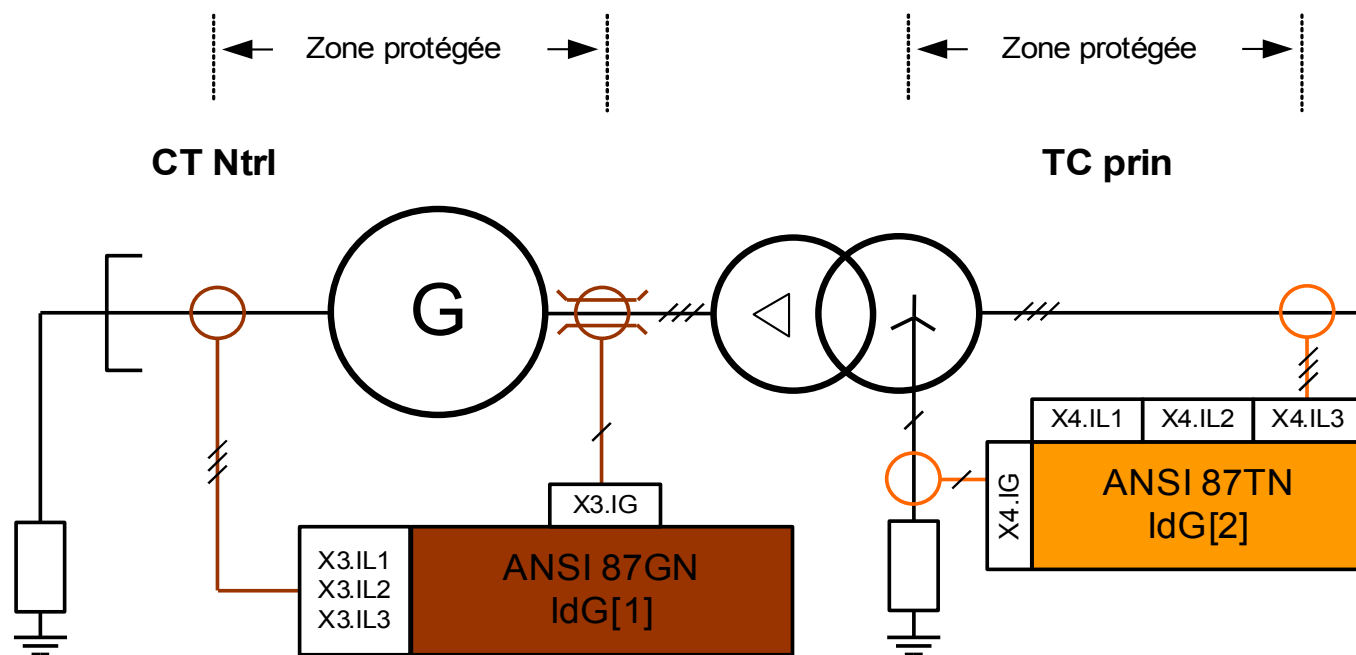 Zone protégée
Zone protégée
CT Ntrl
TC prin
G
X4.IL1
X4.IL2
X4.IL3
X4.IG
ANSI 87TN
IdG[2]
X3.IG
X3.IL1
X3.IL2
X3.IL3
ANSI 87GN
IdG[1]